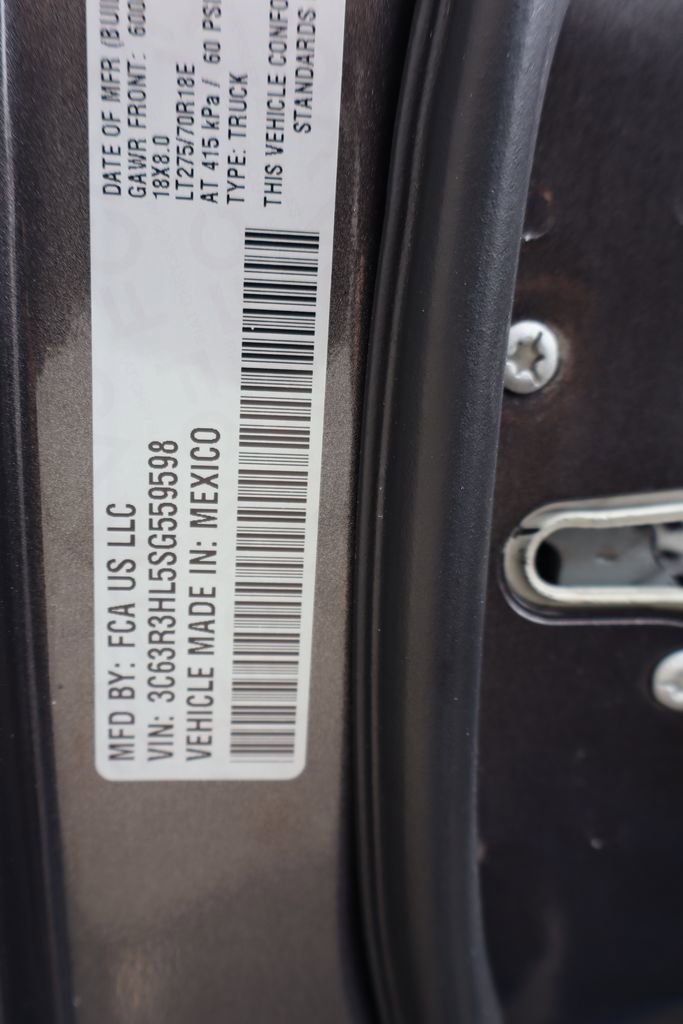 MFD BY: FCA US LLC
VIN: 3C63R3HL5SG559598
VEHICLE MADE IN: MEXICO
DATE OF MFR (BUI
GAWR FRONT: 600
18X8.0
LT275/70R18E
AT 415 kPa / 60 PSI
TYPE: TRUCK
THIS VEHICLE CONFO
STANDARDS